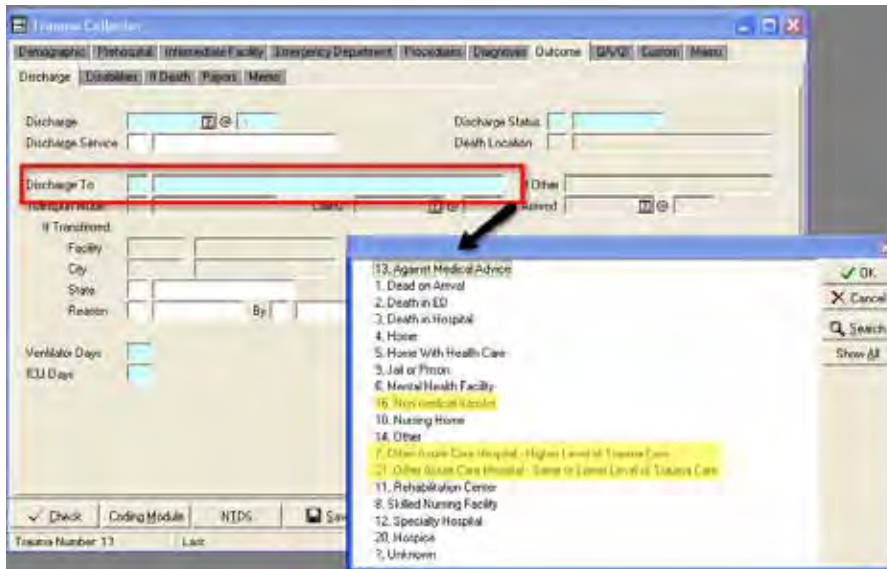 Trauma Collector
Demographic Prehospital Intermediate Facility Emergency Department Procedures Diagnoses Outcome QA/QI Custom Memo
Discharge Disabilities If Death Payors Memo
Discharge @ Discharge Status
Discharge Service Death Location
Discharge To If Other
Transport Mode @ Arrived @
If Transferred
Facility
City
State
Reason By
Ventilator Days
ICU Days
13. Against Medical Advice
1. Dead on Arrival
2. Death in ED
3. Death in Hospital
4. Home
5. Home With Health Care
9. Jail or Prison
6. Mental Health Facility
16. Non medical transfer
10. Nursing Home
14. Other
7. Other Acute Care Hospital - Higher Level of Trauma Care
21. Other Acute Care Hospital - Same or Lower Level of Trauma Care
11. Rehabilitation Center
8. Skilled Nursing Facility
12. Specialty Hospital
20. Hospice
?. Unknown
OK
Cancel
Search
Show All
Check Coding Module NTDS Sav
Trauma Number: 13 Last: